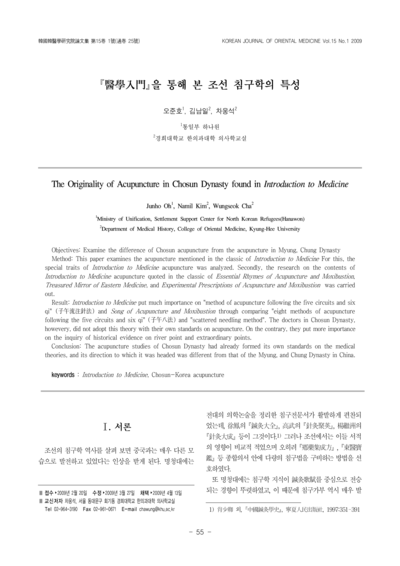 韓國韓醫學硏究院論文集 第15卷 1號(通卷 25號)
KOREAN JOURNAL OF ORIENTAL MEDICINE Vol.15 No.1 2009
『醫學入門』을 통해 본 조선 침구학의 특성
오준호1, 김남일2, 차웅석2
1통일부 하나원
2경희대학교 한의과대학 의사학교실
The Originality of Acupuncture in Chosun Dynasty found in Introduction to Medicine
Junho Oh1, Namil Kim2, Wungseok Cha2
1Ministry of Unification, Settlement Support Center for North Korean Refugees(Hanawon)
2Department of Medical History, College of Oriental Medicine, Kyung-Hee University
Objectives: Examine the difference of Chosun acupuncture from the acupuncture in Myung, Chung Dynasty
Method: This paper examines the acupuncture mentioned in the classic of Introduction to Medicine For this, the
special traits of Introduction to Medicine acupuncture was analyzed. Secondly, the research on the contents of
Introduction to Medicine acupuncture quoted in the classic of Essential Rhymes of Acupuncture and Moxibustion,
Treasured Mirror of Eastern Medicine, and Experimental Prescriptions of Acupuncture and Moxibustion was carried
out.
Result: Introduction to Medicine put much importance on "method of acupuncture following the five circuits and six
qi" (子午流注針法) and Song of Acupuncture and Moxibustion through comparing "eight methods of acupuncture
following the five circuits and six qi" (子午八法) and "scattered needling method". The doctors in Chosun Dynasty,
howevery, did not adopt this theory with their own standards on acupuncture. On the contrary, they put more importance
on the inquiry of historical evidence on river point and extraordinary points.
Conclusion: The acupuncture studies of Chosun Dynasty had already formed its own standards on the medical
theories, and its direction to which it was headed was different from that of the Myung, and Chung Dynasty in China.
keywords : Introduction to Medicine, Chosun-Korea acupuncture
Ⅰ. 서론
조선의 침구학 역사를 살펴 보면 중국과는 매우 다른 모
습으로 발전하고 있었다는 인상을 받게 된다. 명청대에는
전대의 의학논술을 정리한 침구전문서가 활발하게 편찬되
었는데, 徐鳳의 『鍼灸大全』, 高武의 『針灸聚英』, 楊繼洲의
『針灸大成』 등이 그것이다.1) 그러나 조선에서는 이들 서적
의 영향이 비교적 적었으며 오히려 『鄕藥集成方』, 『東醫寶
鑑』 등 종합의서 안에 다량의 침구법을 구비하는 방법을 선
호하였다.
또 명청대에는 침구학 지식이 鍼灸歌賦를 중심으로 전승
되는 경향이 뚜렷하였고, 이 때문에 침구가부 역시 매우 발
※ 접수▪2009년 2월 20일 수정▪2009년 3월 27일 채택▪2009년 4월 13일
※ 교신저자 차웅석, 서울 동대문구 회기동 경희대학교 한의과대학 의사학교실
Tel 02-964-3190 Fax 02-961-0671 E-mail chawung@khu.ac.kr
1) 肖少卿 외, 『中國鍼灸學史』, 寧夏人民出版社, 1997:351-391
- 55 -